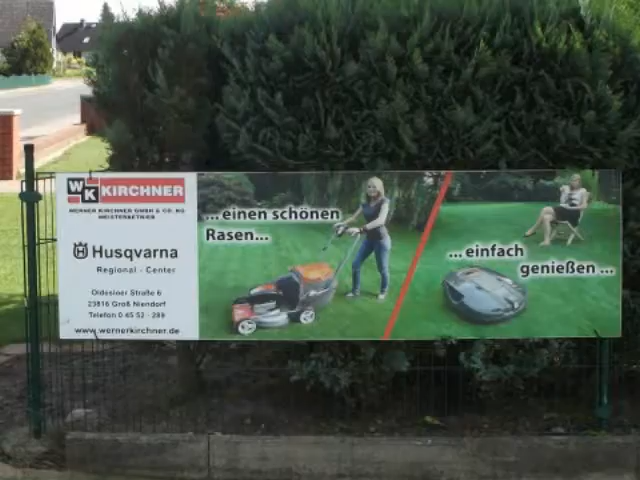 WK KIRCHNER
WERNER KIRCHNER GMBH & CO. KG
MEISTERBETRIEB
Husqvarna
Regional - Center
Oldesloer Straße 6
23816 Groß Niendorf
Telefon 0 45 52 - 289
www.wernerkirchner.de
... einen schönen
Rasen...
... einfach
genießen ...